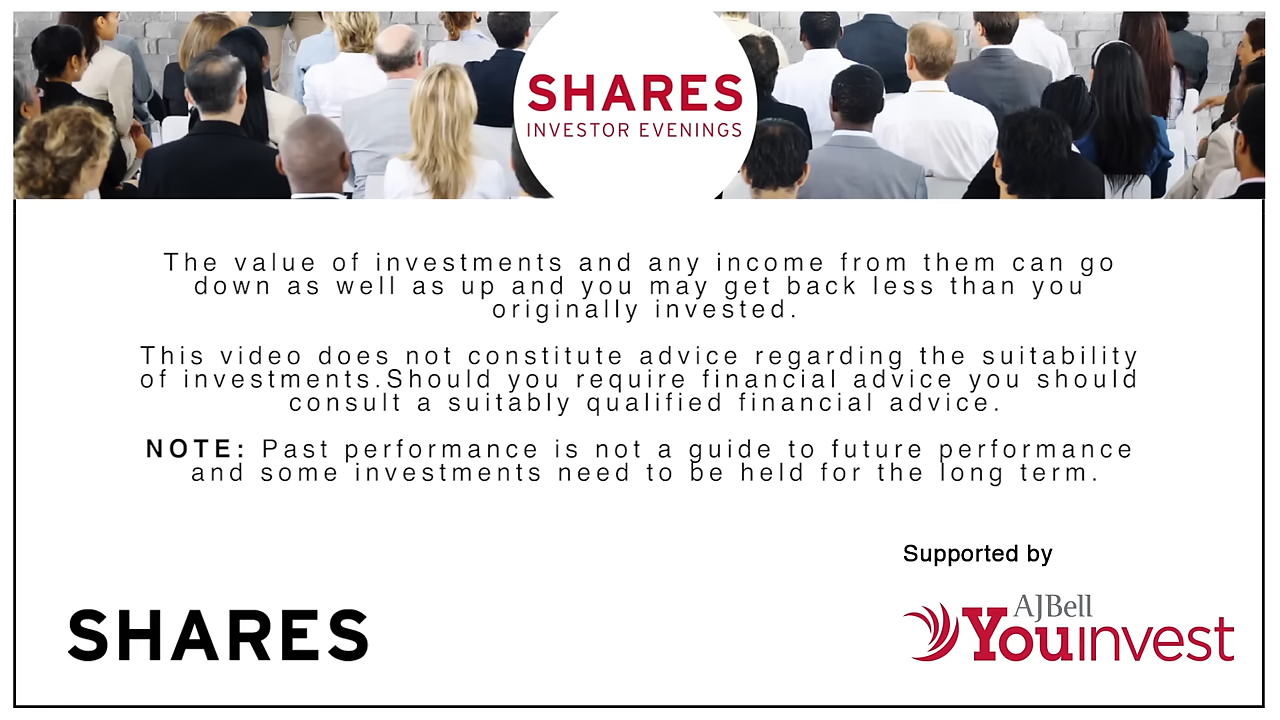 SHARES
INVESTOR EVENINGS
The value of investments and any income from them can go
down as well as up and you may get back less than you
originally invested.
This video does not constitute advice regarding the suitability
of investments.Should you require financial advice you should
consult a suitably qualified financial advice.
NOTE: Past performance is not a guide to future performance
and some investments need to be held for the long term.
Supported by
SHARES
AJBell
Youinvest